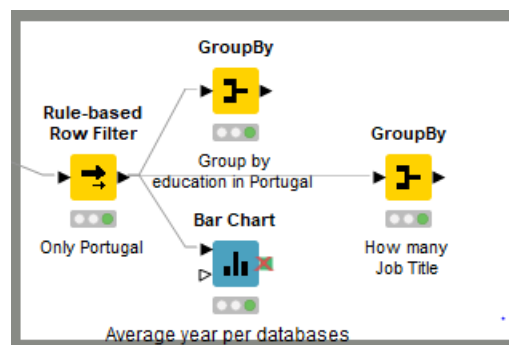 GroupBy
Rule-based
Row Filter
Only Portugal
Group by
education in Portugal
GroupBy
How many
Job Title
Bar Chart
Average year per databases